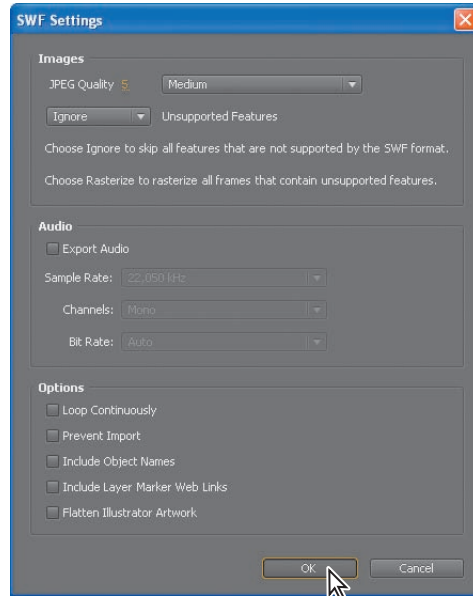 SWF Settings
Images
JPEG Quality 5 Medium
Ignore Unsupported Features
Choose Ignore to skip all features that are not supported by the SWF format.
Choose Rasterize to rasterize all frames that contain unsupported features.
Audio
Export Audio
Sample Rate: 22.050 kHz
Channels: Mono
Bit Rate: Auto
Options
Loop Continuously
Prevent Import
Include Object Names
Include Layer Marker Web Links
Flatten Illustrator Artwork
OK Cancel